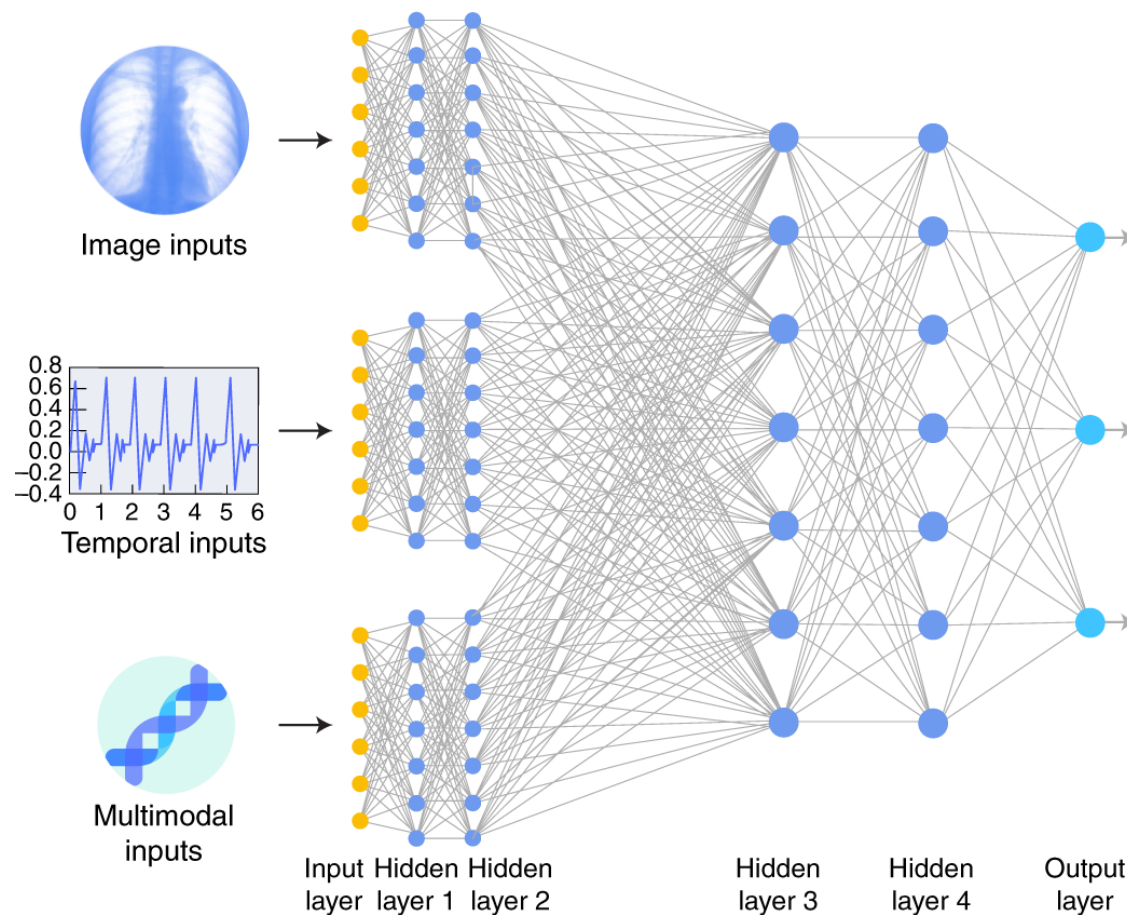 Image inputs
0.8
0.6
0.4
0.2
0.0
–0.2
–0.4
0 1 2 3 4 5 6
Temporal inputs
Multimodal
inputs
Input
layer
Hidden
layer 1
Hidden
layer 2
Hidden
layer 3
Hidden
layer 4
Output
layer